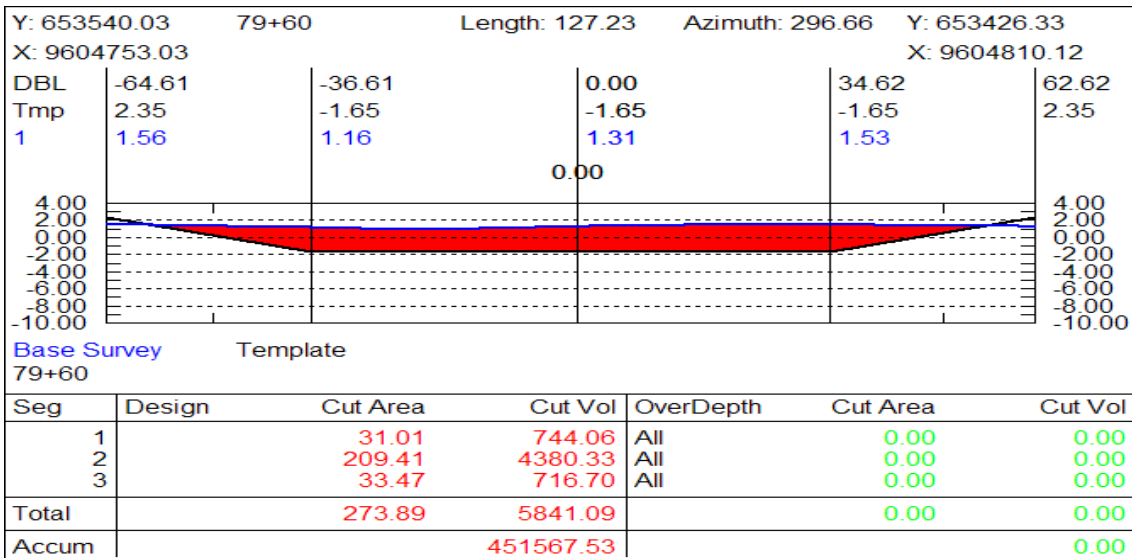 Y: 653540.03 79+60 Length: 127.23 Azimuth: 296.66 Y: 653426.33
X: 9604753.03 X: 9604810.12
DBL -64.61 -36.61 0.00 34.62 62.62
Tmp 2.35 -1.65 -1.65 -1.65 2.35
1 1.56 1.16 1.31 1.53
0.00
4.00 4.00
2.00 2.00
0.00 0.00
-2.00 -2.00
-4.00 -4.00
-6.00 -6.00
-8.00 -8.00
-10.00 -10.00
Base Survey Template
79+60
Seg Design Cut Area Cut Vol OverDepth Cut Area Cut Vol
1 31.01 744.06 All 0.00 0.00
2 209.41 4380.33 All 0.00 0.00
3 33.47 716.70 All 0.00 0.00
Total 273.89 5841.09 0.00 0.00
Accum 451567.53 0.00